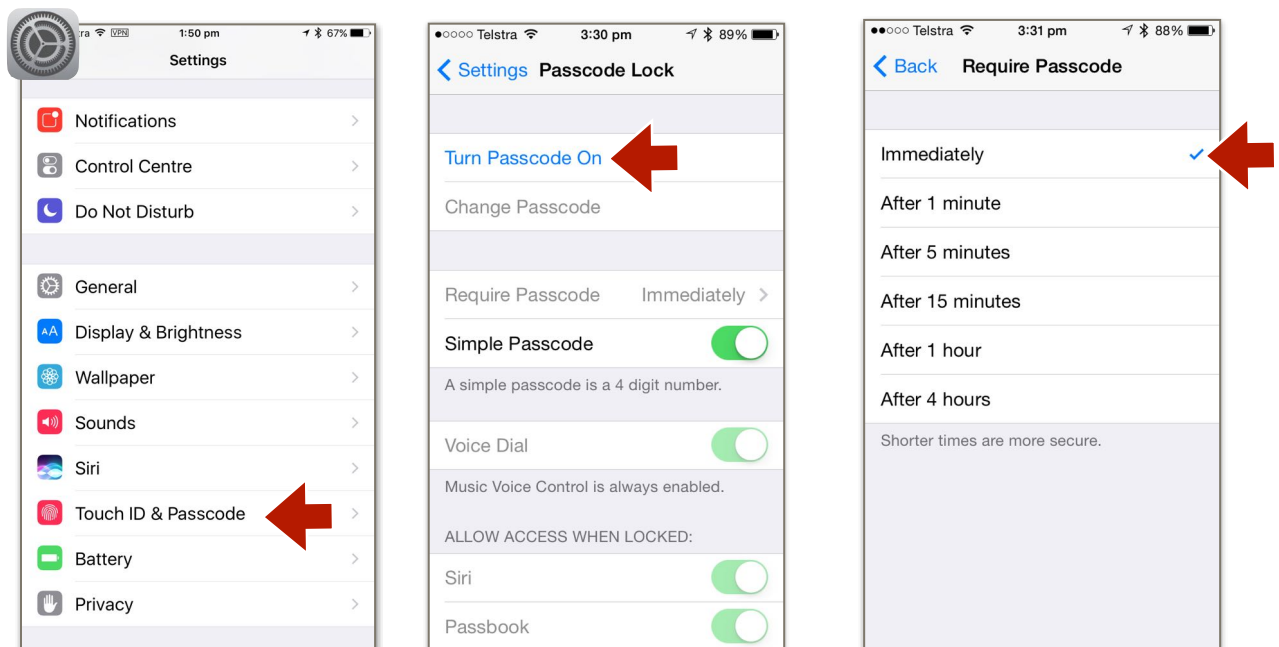 ra VPN 1:50 pm 67%
Settings
Notifications
Control Centre
Do Not Disturb
General
AA Display & Brightness
Wallpaper
Sounds
Siri
Touch ID & Passcode
Battery
Privacy
Telstra 3:30 pm 89%
Settings Passcode Lock
Turn Passcode On
Change Passcode
Require Passcode Immediately
Simple Passcode
A simple passcode is a 4 digit number.
Voice Dial
Music Voice Control is always enabled.
ALLOW ACCESS WHEN LOCKED:
Siri
Passbook
Telstra 3:31 pm 88%
Back Require Passcode
Immediately
After 1 minute
After 5 minutes
After 15 minutes
After 1 hour
After 4 hours
Shorter times are more secure.